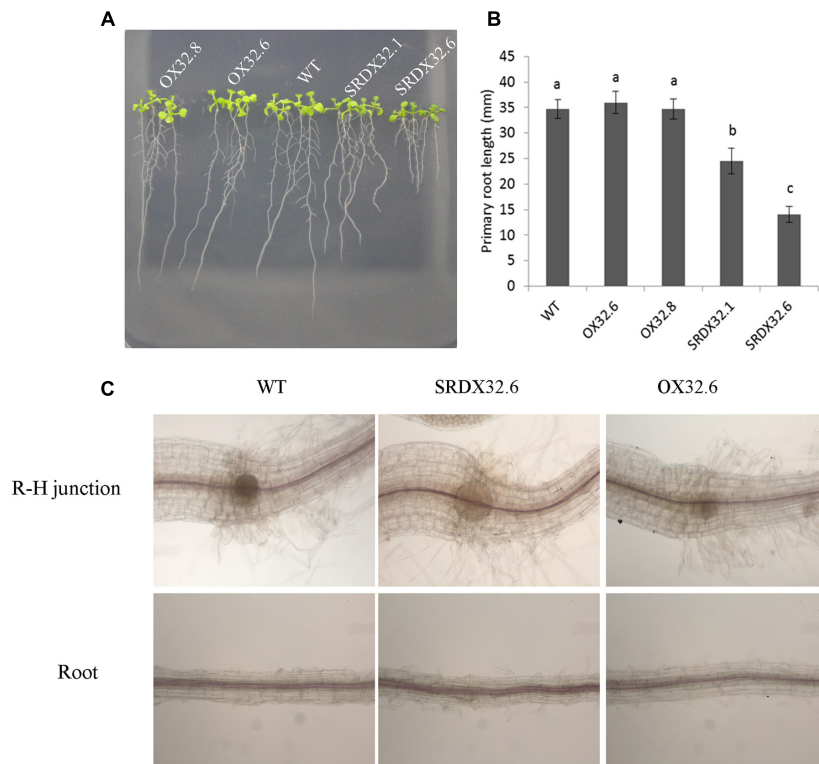 A
OX32.8
OX32.6
WT
SRDX32.1
SRDX32.6
B
Primary root length (mm)
45
40
35
30
25
20
15
10
5
0
a
a
a
b
c
WT
OX32.6
OX32.8
SRDX32.1
SRDX32.6
C
WT
SRDX32.6
OX32.6
R-H junction
Root